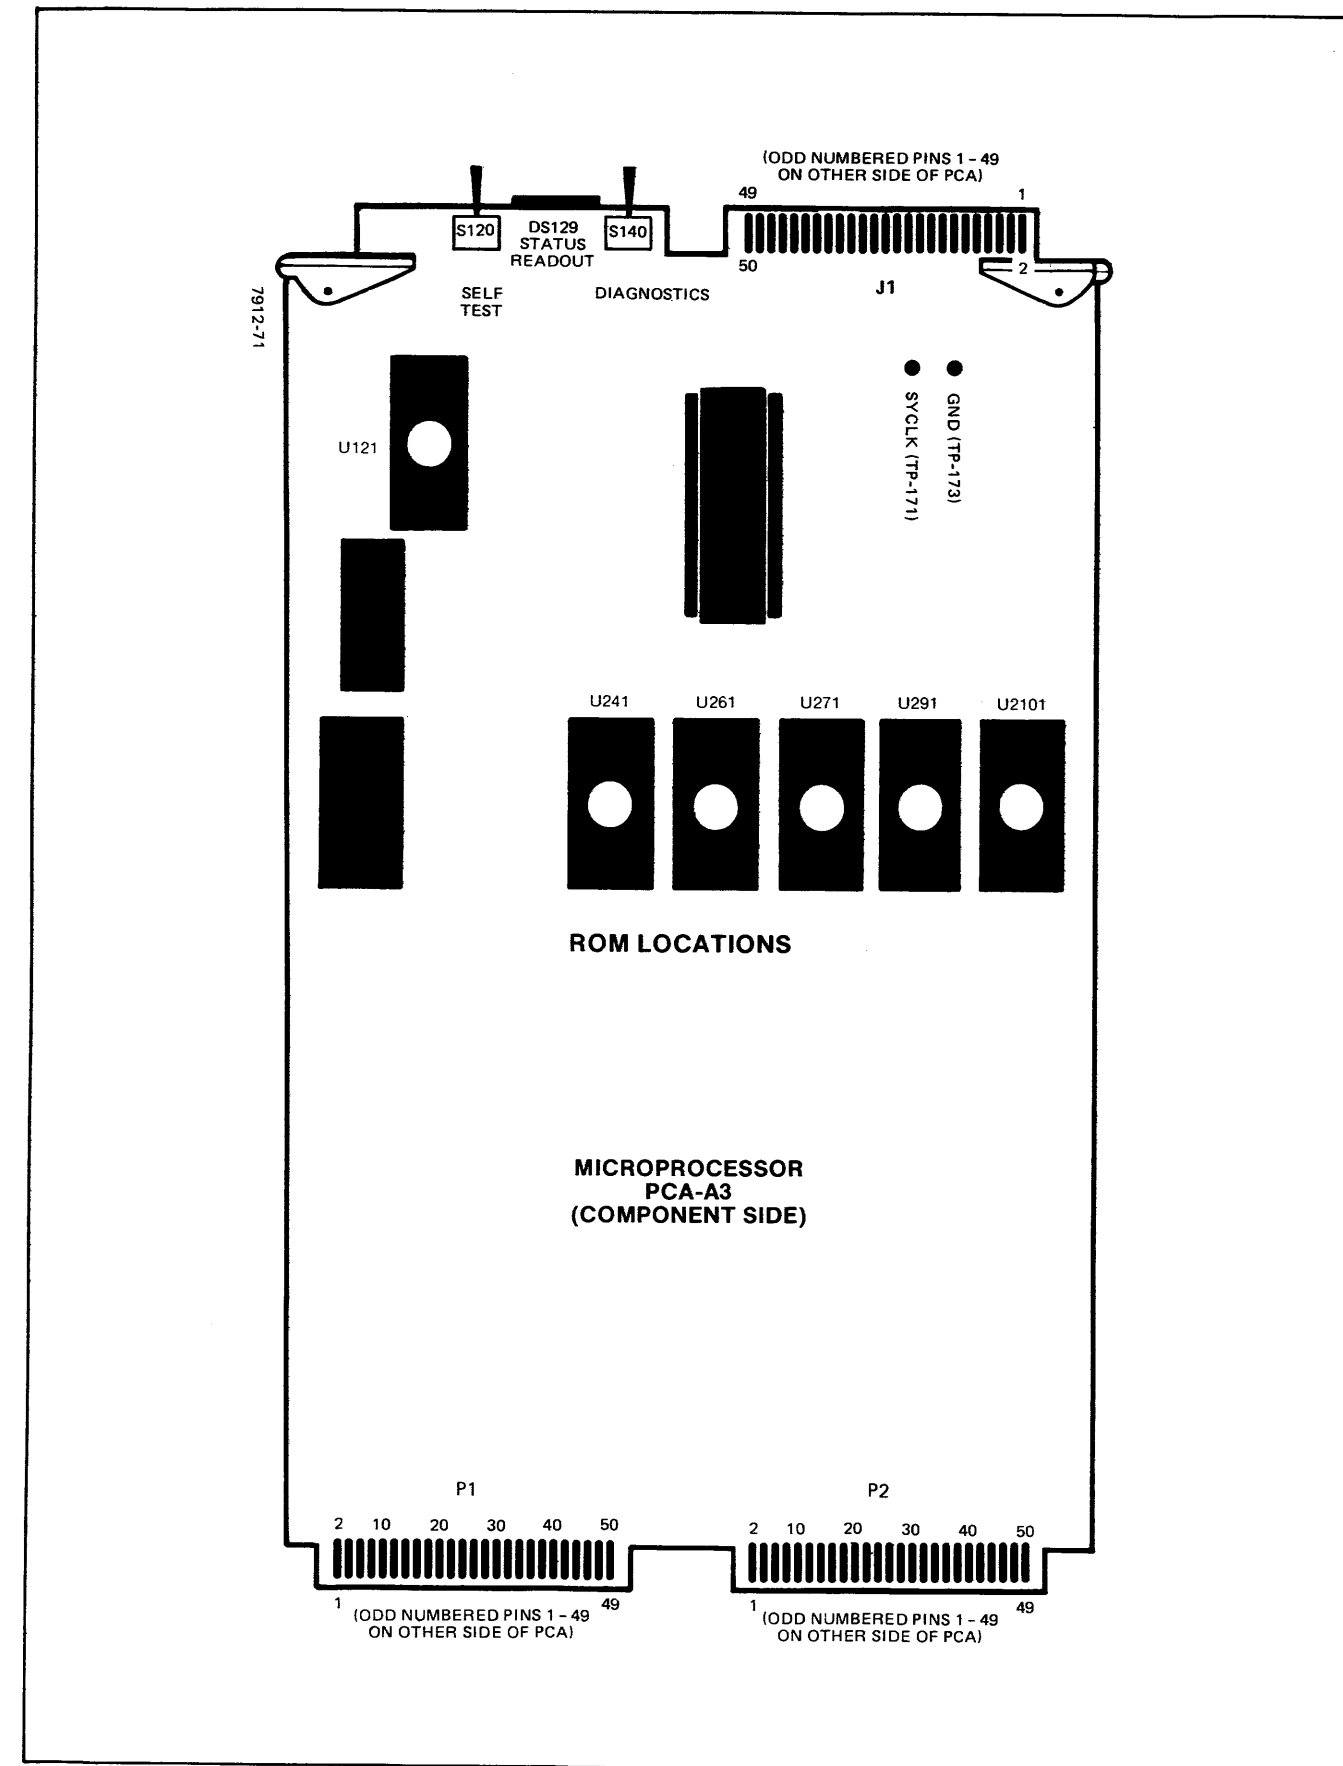 (ODD NUMBERED PINS 1 – 49
ON OTHER SIDE OF PCA)
49 1
S120
DS129
STATUS
READOUT
S140
50 2
J1
SELF
TEST
DIAGNOSTICS
7912-71
SYCLK (TP-171)
GND (TP-173)
U121
U241 U261 U271 U291 U2101
ROM LOCATIONS
MICROPROCESSOR
PCA-A3
(COMPONENT SIDE)
P1
2 10 20 30 40 50
1 49
(ODD NUMBERED PINS 1 – 49
ON OTHER SIDE OF PCA)
P2
2 10 20 30 40 50
1 49
(ODD NUMBERED PINS 1 – 49
ON OTHER SIDE OF PCA)